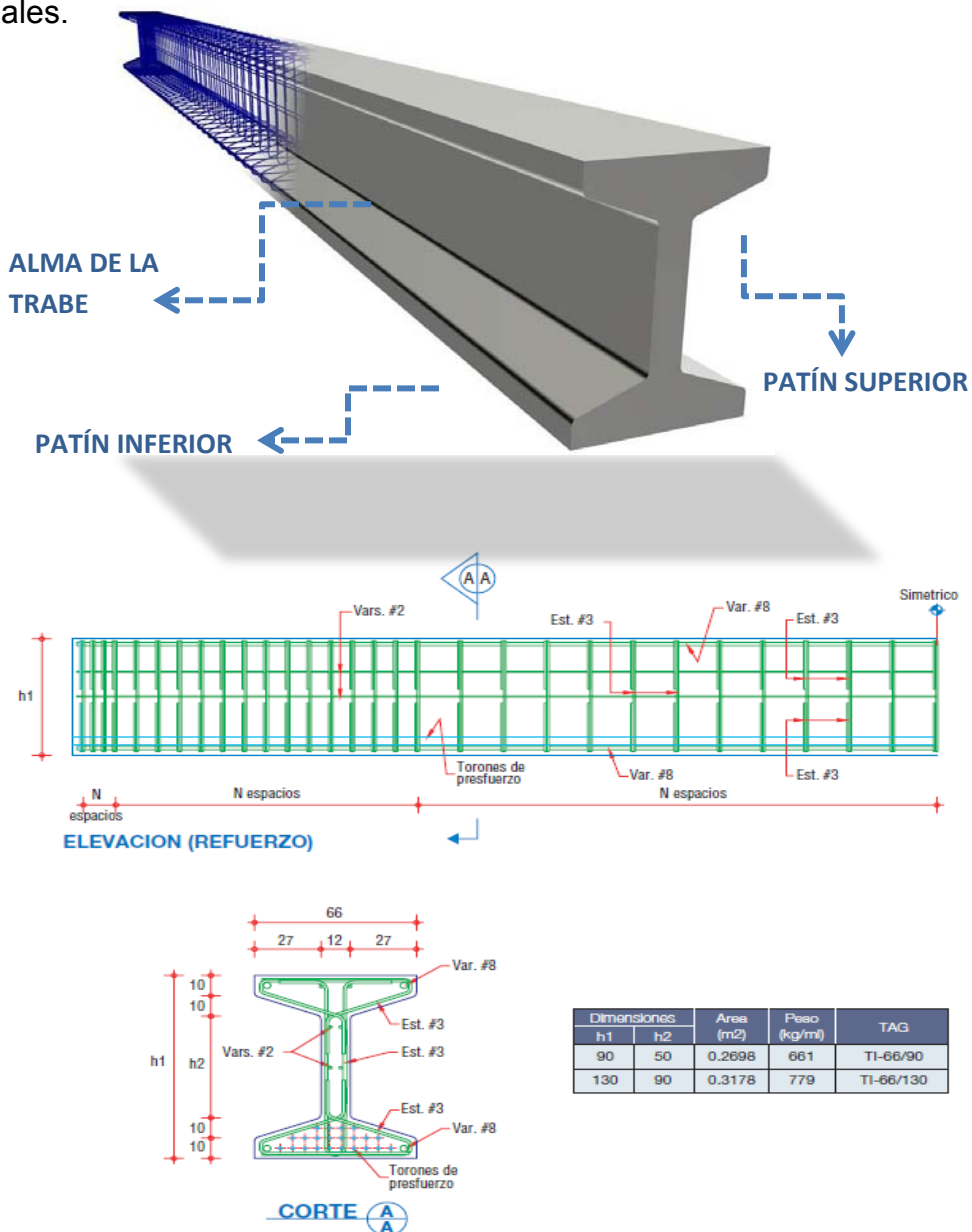 ales.
ALMA DE LA
TRABE
PATÍN SUPERIOR
PATÍN INFERIOR
A A
Simetrico
Vars. #2
Est. #3
Var. #8
Est. #3
h1
Torones de
presfuerzo
Var. #8
Est. #3
N
espacios
N espacios
N espacios
ELEVACION (REFUERZO)
66
27 12 27
Var. #8
10
10
Est. #3
Vars. #2
h1
h2
Est. #3
Est. #3
10
Var. #8
10
Torones de
presfuerzo
CORTE A
A
Dimensiones Area Peso TAG
h1 h2 (m2) (kg/ml)
90 50 0.2698 661 TI-66/90
130 90 0.3178 779 TI-66/130